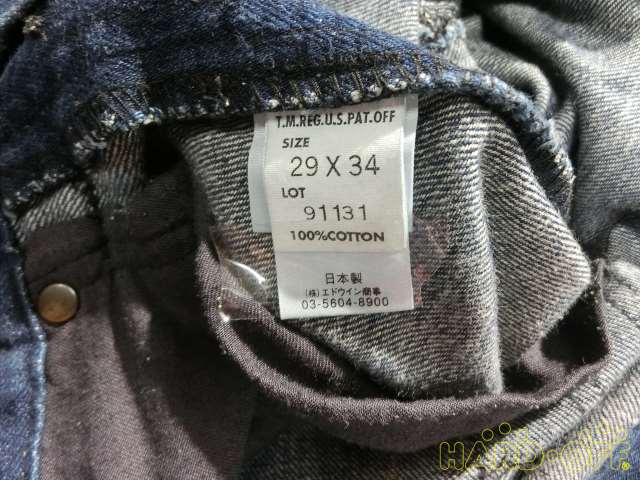 T.M.REG.U.S.PAT.OFF
SIZE
29 X 34
LOT
91131
100%COTTON
日本製
(株)エドウイン商事
03-5604-8900
HARD・OFF®